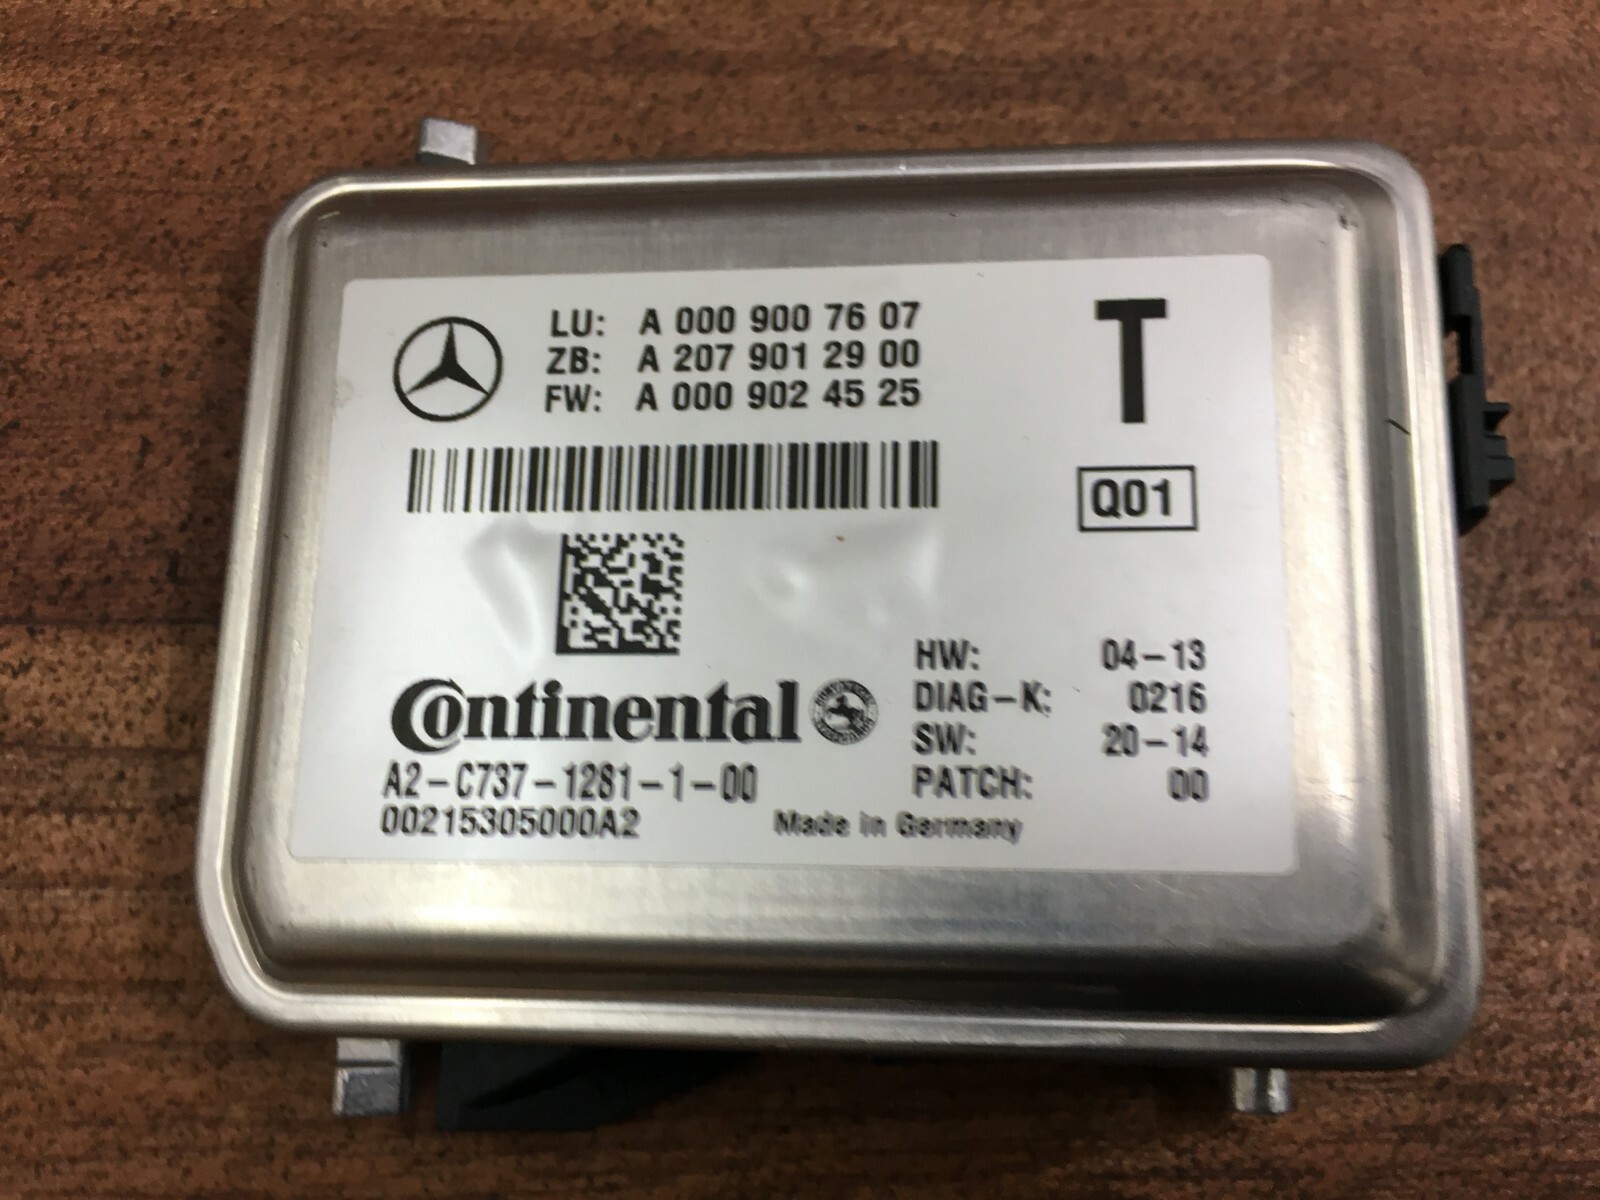 LU: A 000 900 76 07
ZB: A 207 901 29 00
FW: A 000 902 45 25
T
Q01
Continental
A2-C737-1281-1-00
00215305000A2
Made in Germany
HW: 04-13
DIAG-K: 0216
SW: 20-14
PATCH: 00